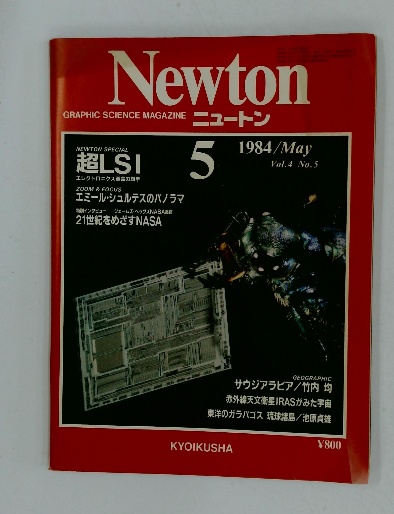 Newton
GRAPHIC SCIENCE MAGAZINE ニュートン
NEWTON SPECIAL
超LSI
5
1984/May
Vol.4 No.5
ZOOM & FOCUS
エミール・シュルテスのパノラマ
21世紀をめざすNASA
GEOGRAPHIC
サウジアラビア/竹内 均
赤外線天文衛星IRASがみた宇宙
東洋のガラパゴス 琉球諸島/池原貞雄
KYOIKUSHA
¥800